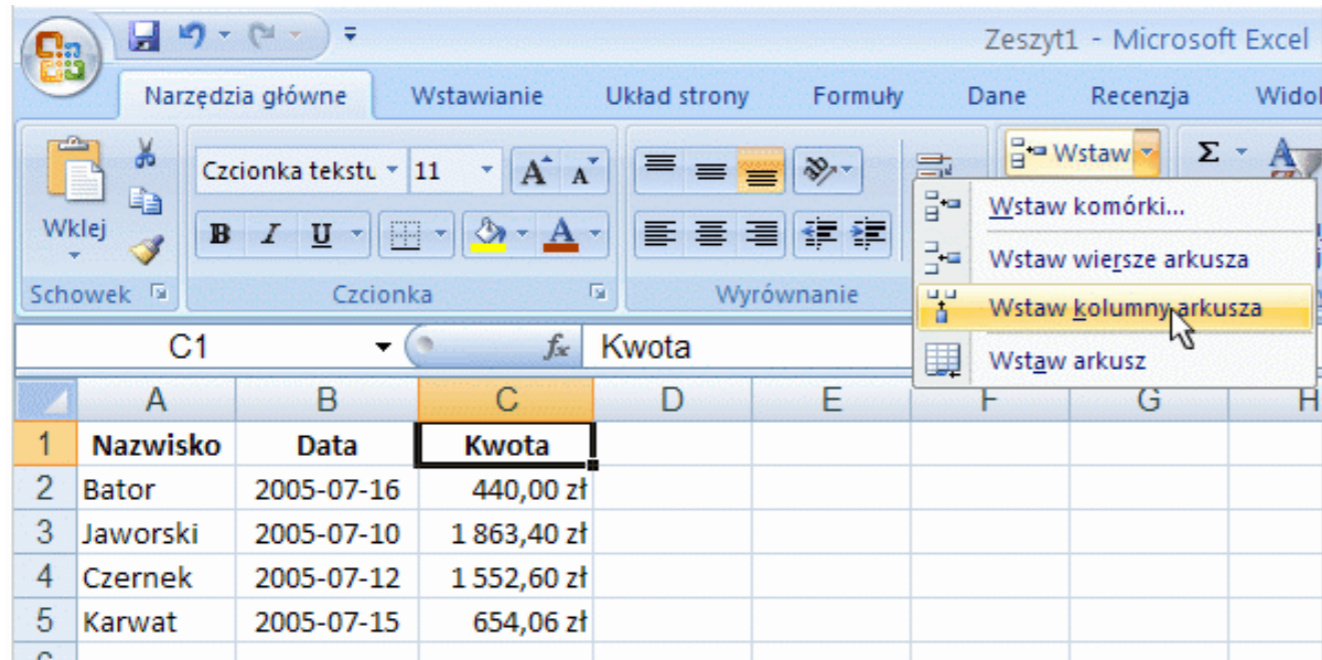 Zeszyt1 - Microsoft Excel
Narzędzia główne Wstawianie Układ strony Formuły Dane Recenzja
Czcionka tekstu 11 A A Wstaw Σ A
Wklej B I U A
Schowek Czcionka Wyrównanie
Wstaw komórki...
Wstaw wiersze arkusza
Wstaw kolumny arkusza
Wstaw arkusz
C1 fx Kwota
A B C D E F G H
1 Nazwisko Data Kwota
2 Bator 2005-07-16 440,00 zł
3 Jaworski 2005-07-10 1 863,40 zł
4 Czernek 2005-07-12 1 552,60 zł
5 Karwat 2005-07-15 654,06 zł